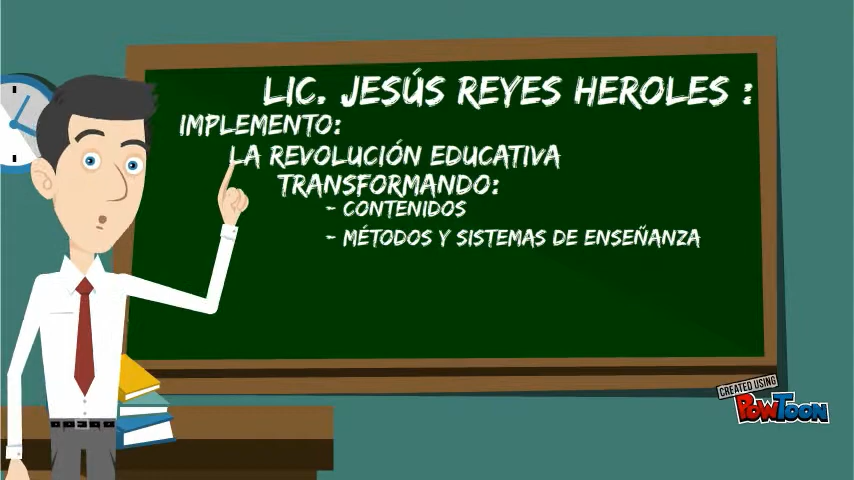 LIC. JESÚS REYES HEROLES :
IMPLEMENTO:
LA REVOLUCIÓN EDUCATIVA
TRANSFORMANDO:
- CONTENIDOS
- MÉTODOS Y SISTEMAS DE ENSEÑANZA
CREATED USING
POWTOON